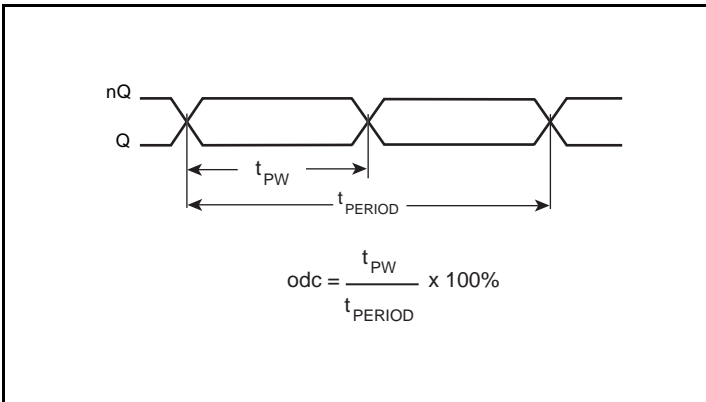 nQ
Q
tPW
tPERIOD
odc = tPW / tPERIOD x 100%